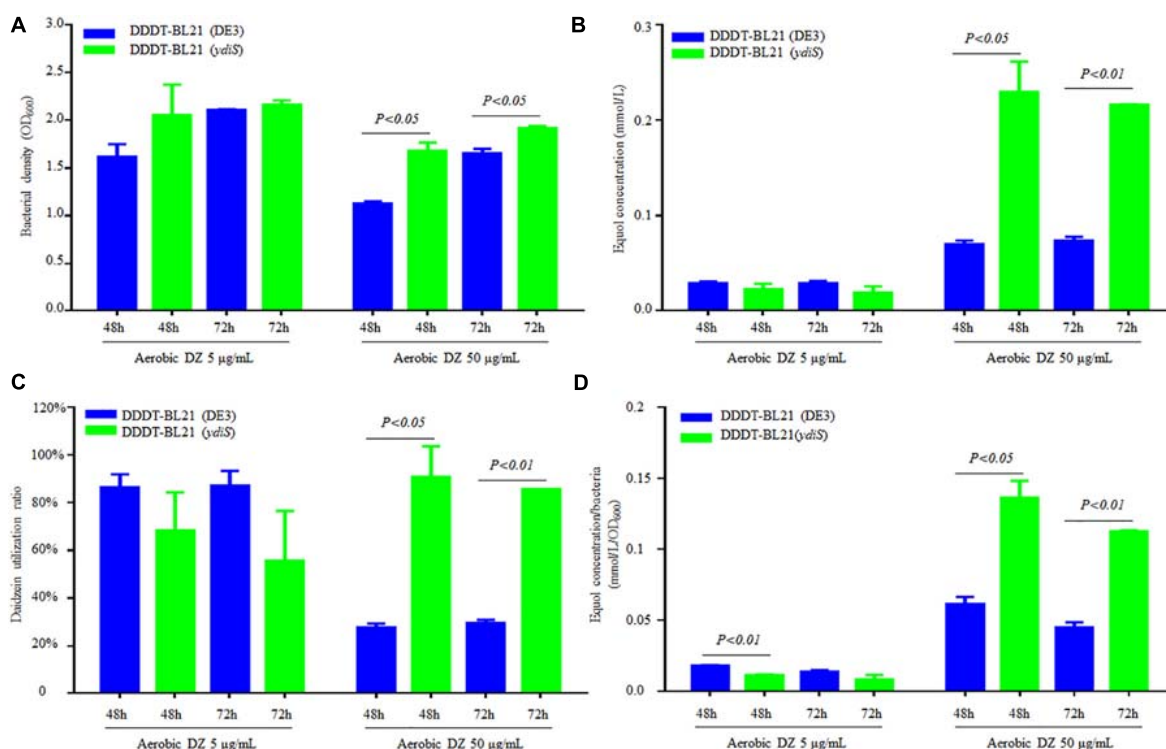 A
Bacterial density (OD600)
3.0
2.5
2.0
1.5
1.0
0.5
0.0
DDDT-BL21 (DE3)
DDDT-BL21 (ydiS)
P<0.05
P<0.05
48h 48h 72h 72h 48h 48h 72h 72h
Aerobic DZ 5 µg/mL Aerobic DZ 50 µg/mL
B
Equol concentration (mmol/L)
0.3
0.2
0.1
0.0
DDDT-BL21 (DE3)
DDDT-BL21 (ydiS)
P<0.05
P<0.01
48h 48h 72h 72h 48h 48h 72h 72h
Aerobic DZ 5 µg/mL Aerobic DZ 50 µg/mL
C
Daidzein utilization ratio
120%
100%
80%
60%
40%
20%
0
DDDT-BL21 (DE3)
DDDT-BL21 (ydiS)
P<0.05
P<0.01
48h 48h 72h 72h 48h 48h 72h 72h
Aerobic DZ 5 µg/mL Aerobic DZ 50 µg/mL
D
Equol concentration/bacteria
(mmol/L/OD600)
0.2
0.15
0.1
0.05
0.0
DDDT-BL21 (DE3)
DDDT-BL21(ydiS)
P<0.01
P<0.05
P<0.01
48h 48h 72h 72h 48h 48h 72h 72h
Aerobic DZ 5 µg/mL Aerobic DZ 50 µg/mL